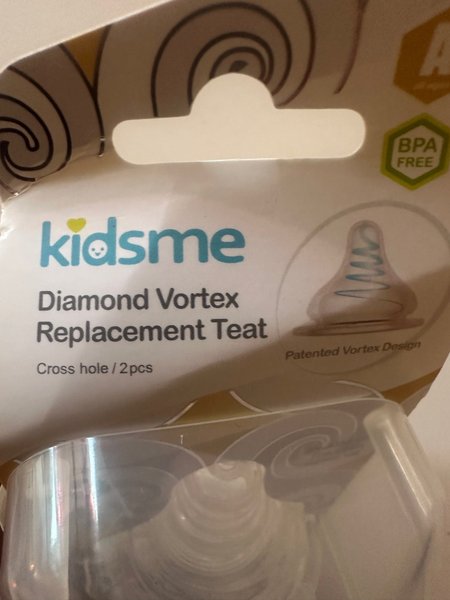 A
BPA
FREE
kidsme
Diamond Vortex
Replacement Teat
Cross hole / 2pcs
Patented Vortex Design